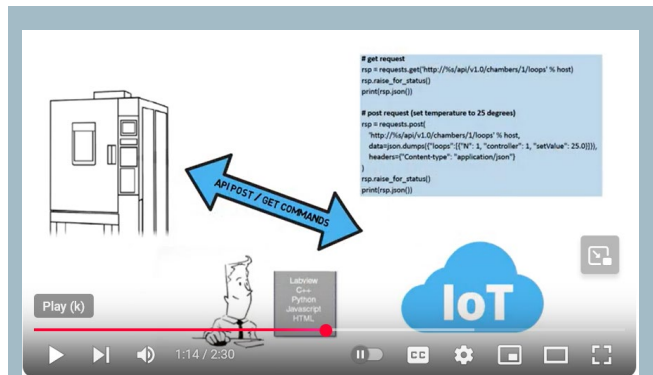 # get request
rsp = requests.get('http://%s/api/v1.0/chambers/1/loops' % host)
rsp.raise_for_status()
print(rsp.json())
# post request (set temperature to 25 degrees)
rsp = requests.post(
'http://%s/api/v1.0/chambers/1/loops' % host,
data=json.dumps({"loops":[{"N": 1, "controller": 1, "setValue": 25.0}]}),
headers={"Content-type": "application/json"}
)
rsp.raise_for_status()
print(rsp.json())
API POST / GET COMMANDS
Labview
C++
Python
Javascript
HTML
IoT
Play (k)
1:14 / 2:30
CC